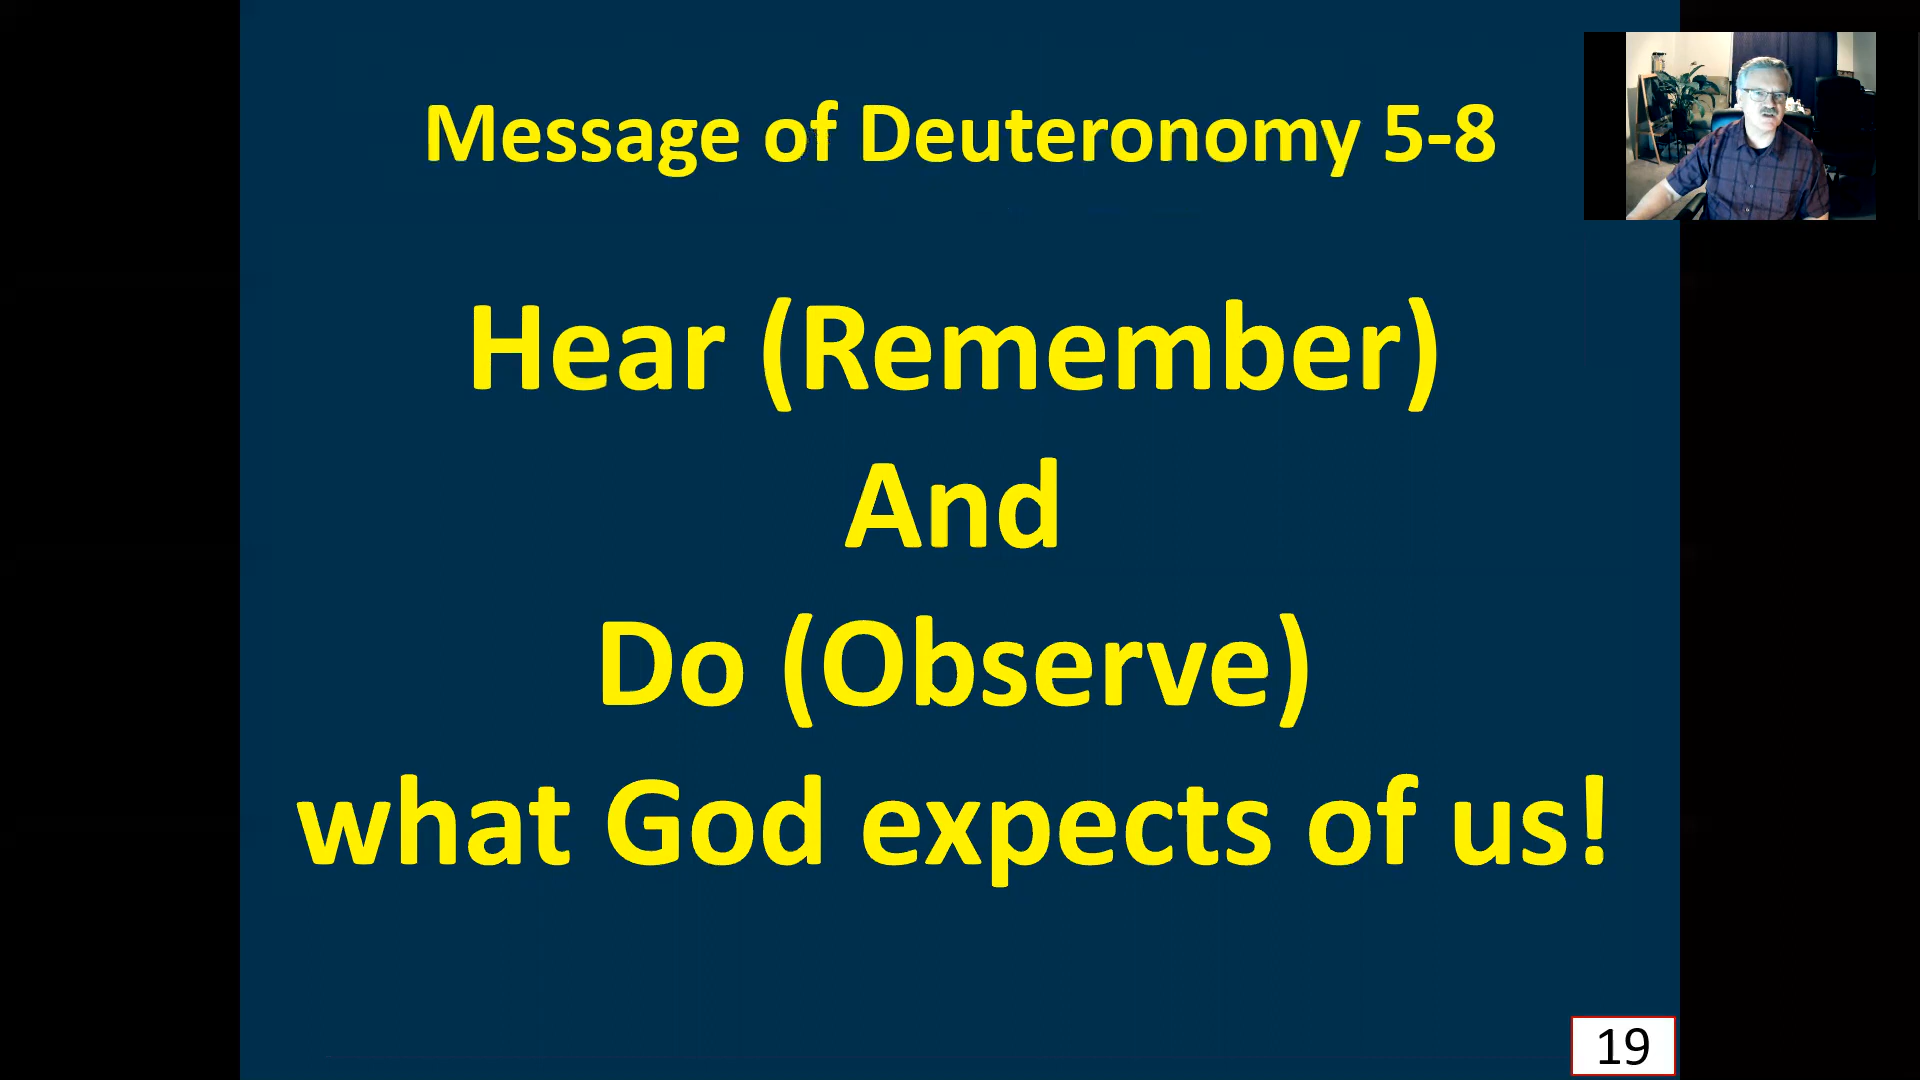 Message of Deuteronomy 5-8
Hear (Remember)
And
Do (Observe)
what God expects of us!
19